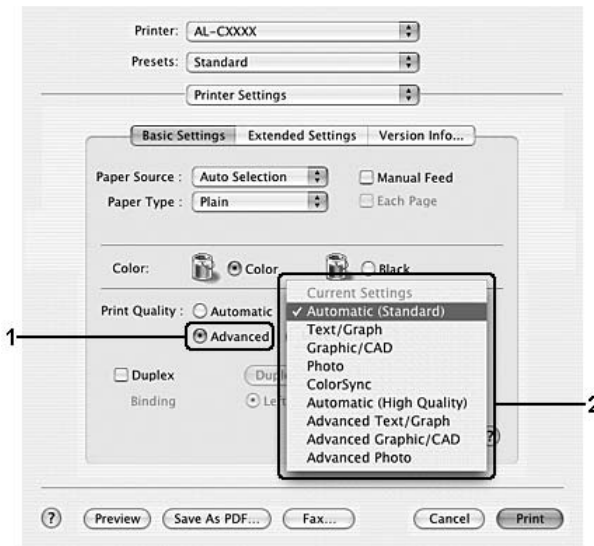 Printer: AL-CXXXX
Presets: Standard
Printer Settings
Basic Settings Extended Settings Version Info...
Paper Source : Auto Selection Manual Feed
Paper Type : Plain Each Page
Color: Color Black
Current Settings
Print Quality : Automatic ✓ Automatic (Standard)
1 Advanced Text/Graph
Graphic/CAD
Photo
Duplex ColorSync
Binding Automatic (High Quality) 2
Advanced Text/Graph
Advanced Graphic/CAD ?
Advanced Photo
? Preview Save As PDF... Fax... Cancel Print